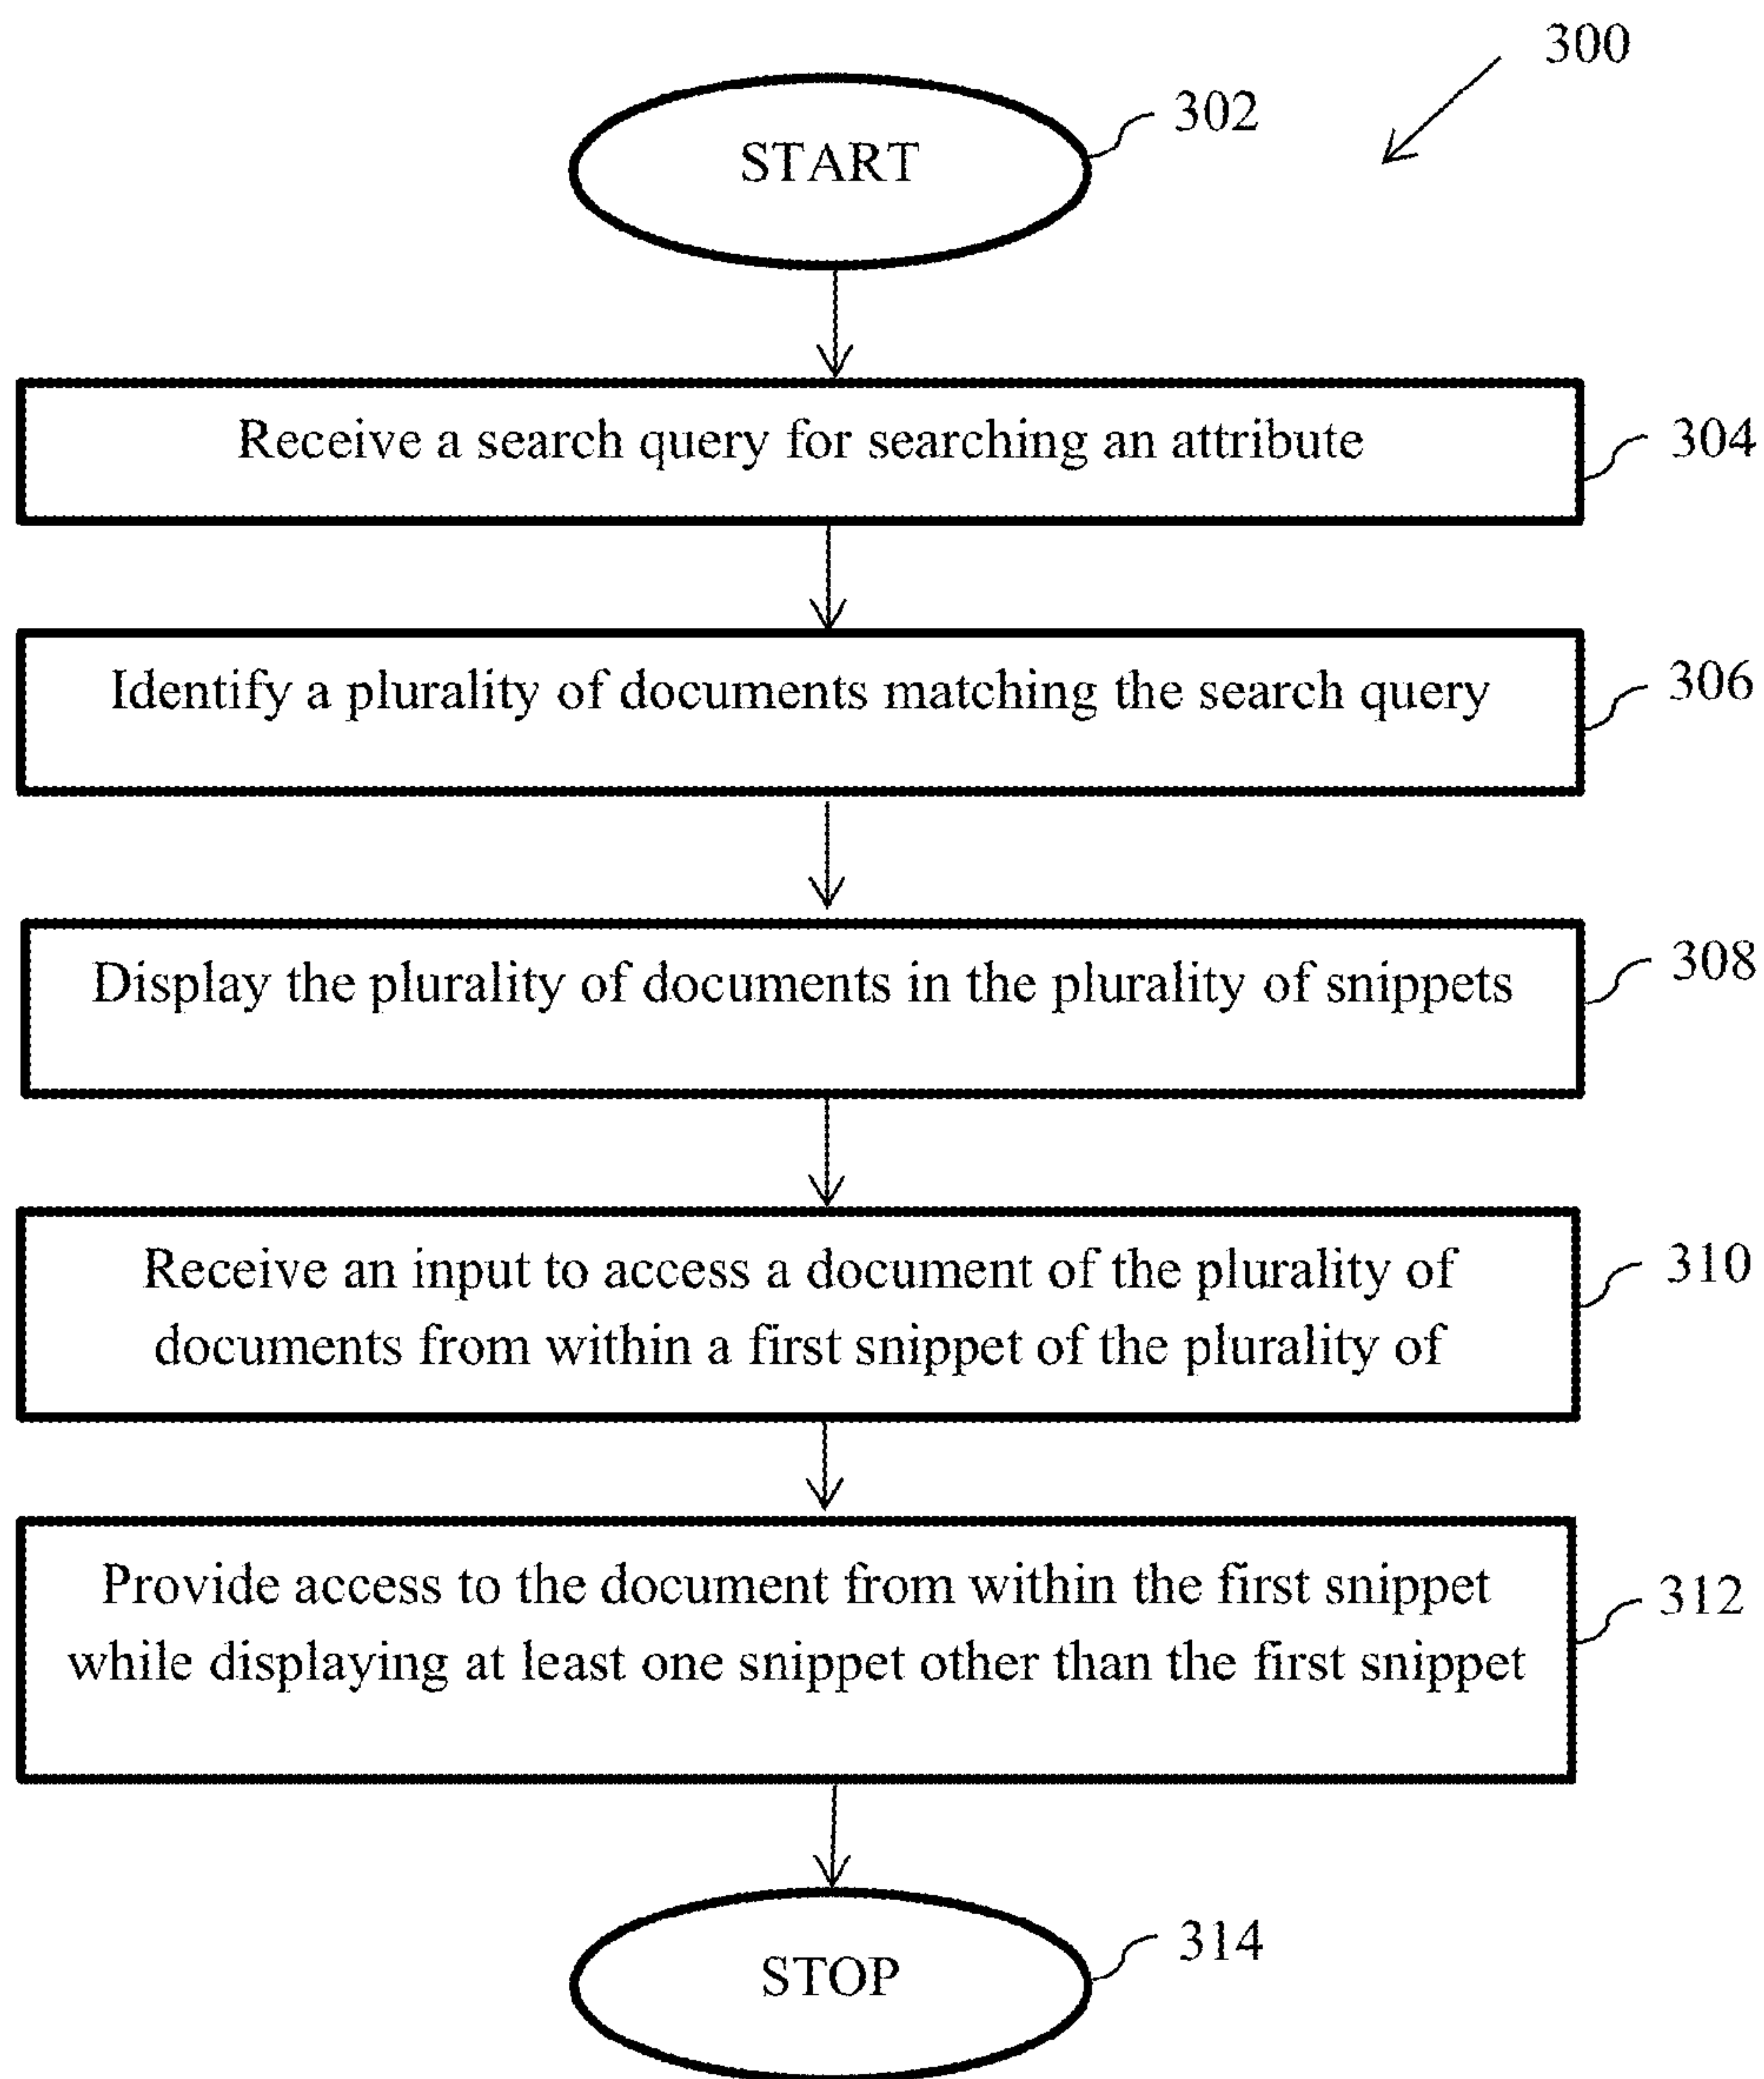 300
START
302
Receive a search query for searching an attribute
304
Identify a plurality of documents matching the search query
306
Display the plurality of documents in the plurality of snippets
308
Receive an input to access a document of the plurality of
documents from within a first snippet of the plurality of
310
Provide access to the document from within the first snippet
while displaying at least one snippet other than the first snippet
312
STOP
314